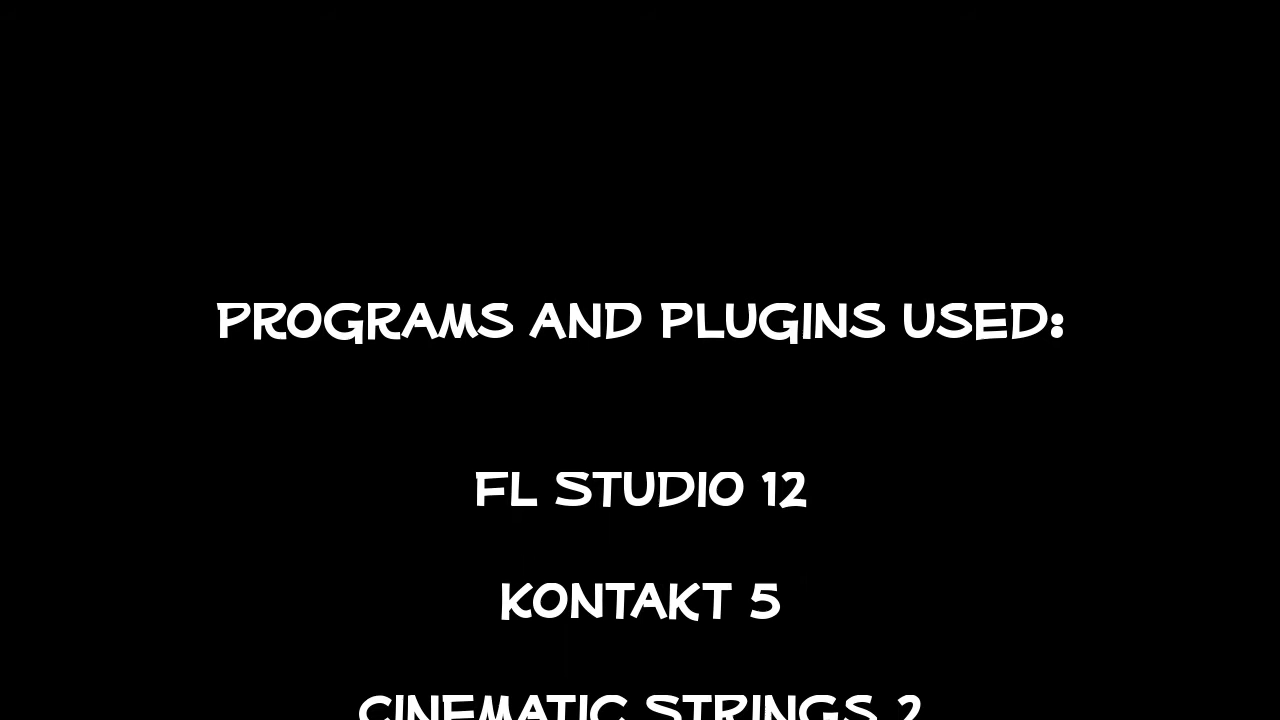 PROGRAMS AND PLUGINS USED:
FL STUDIO 12
KONTAKT 5
CINEMATIC STRINGS 2